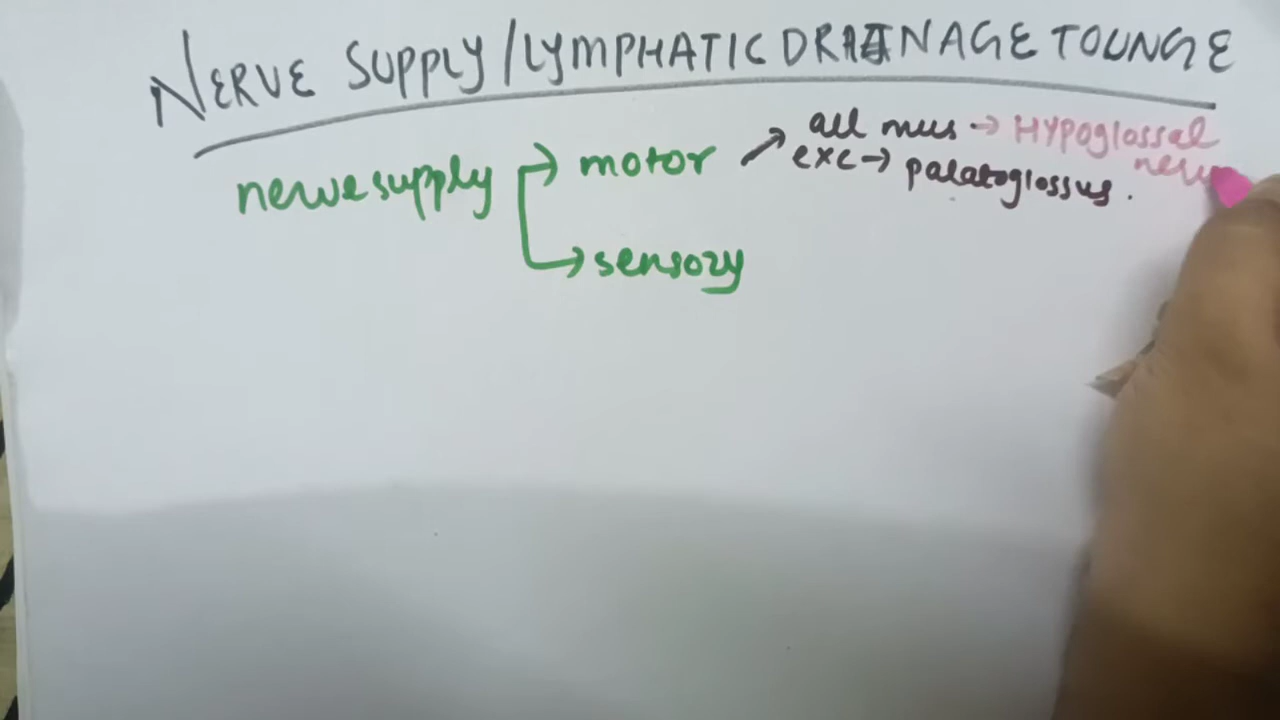 NERVE SUPPLY/LYMPHATIC DRAINAGE TOUNGE
nerve supply → motor ↗ all mus → HYpoglossal
exc → palatoglossus.
→ sensory